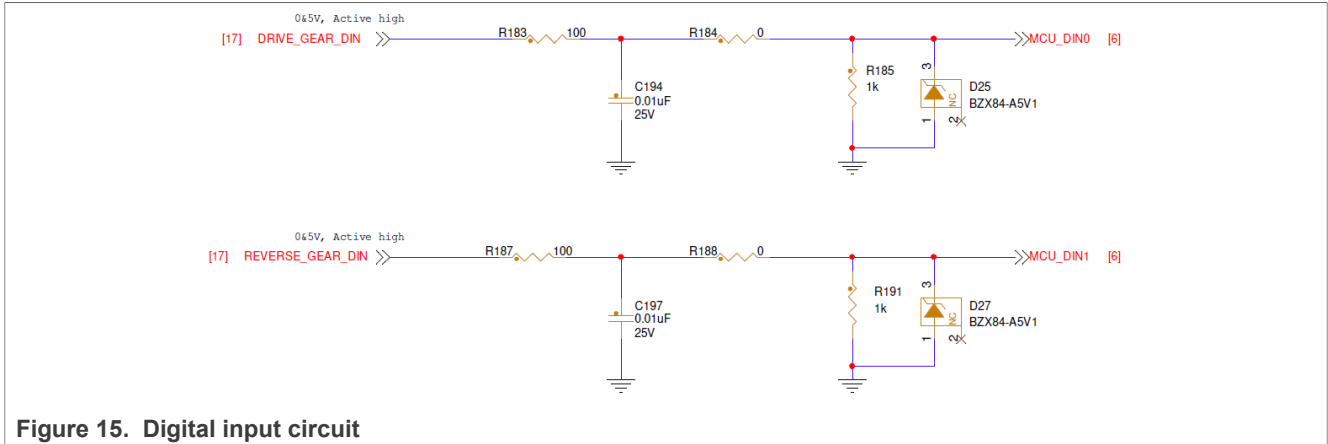 0&5V, Active high
[17] DRIVE_GEAR_DIN R183 100 R184 0 MCU_DIN0 [6]
3
R185
1k
D25
BZX84-A5V1
NC
1
2
C194
0.01uF
25V
0&5V, Active high
[17] REVERSE_GEAR_DIN R187 100 R188 0 MCU_DIN1 [6]
3
R191
1k
D27
BZX84-A5V1
NC
1
2
C197
0.01uF
25V
Figure 15. Digital input circuit